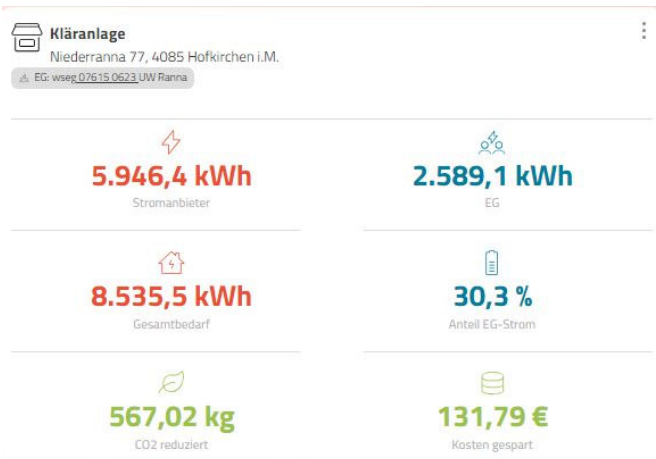 Kläranlage
Niederranna 77, 4085 Hofkirchen i.M.
EG: wseg 07615 0623 UW Ranna
5.946,4 kWh
Stromanbieter
2.589,1 kWh
EG
8.535,5 kWh
Gesamtbedarf
30,3 %
Anteil EG-Strom
567,02 kg
CO2 reduziert
131,79 €
Kosten gespart